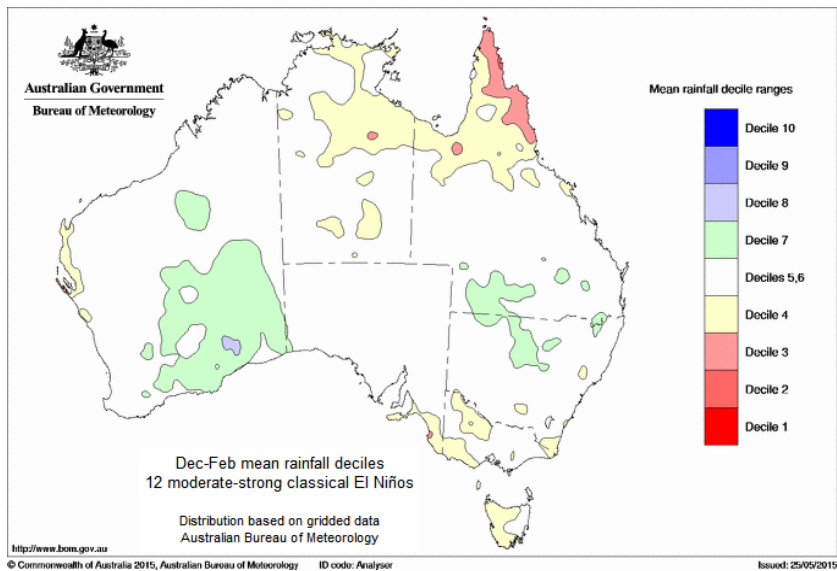 Australian Government
Bureau of Meteorology
Mean rainfall decile ranges
Decile 10
Decile 9
Decile 8
Decile 7
Deciles 5,6
Decile 4
Decile 3
Decile 2
Decile 1
Dec-Feb mean rainfall deciles
12 moderate-strong classical El Niños
Distribution based on gridded data
Australian Bureau of Meteorology
http://www.bom.gov.au
© Commonwealth of Australia 2015, Australian Bureau of Meteorology ID code: Analyser Issued: 25/05/2015